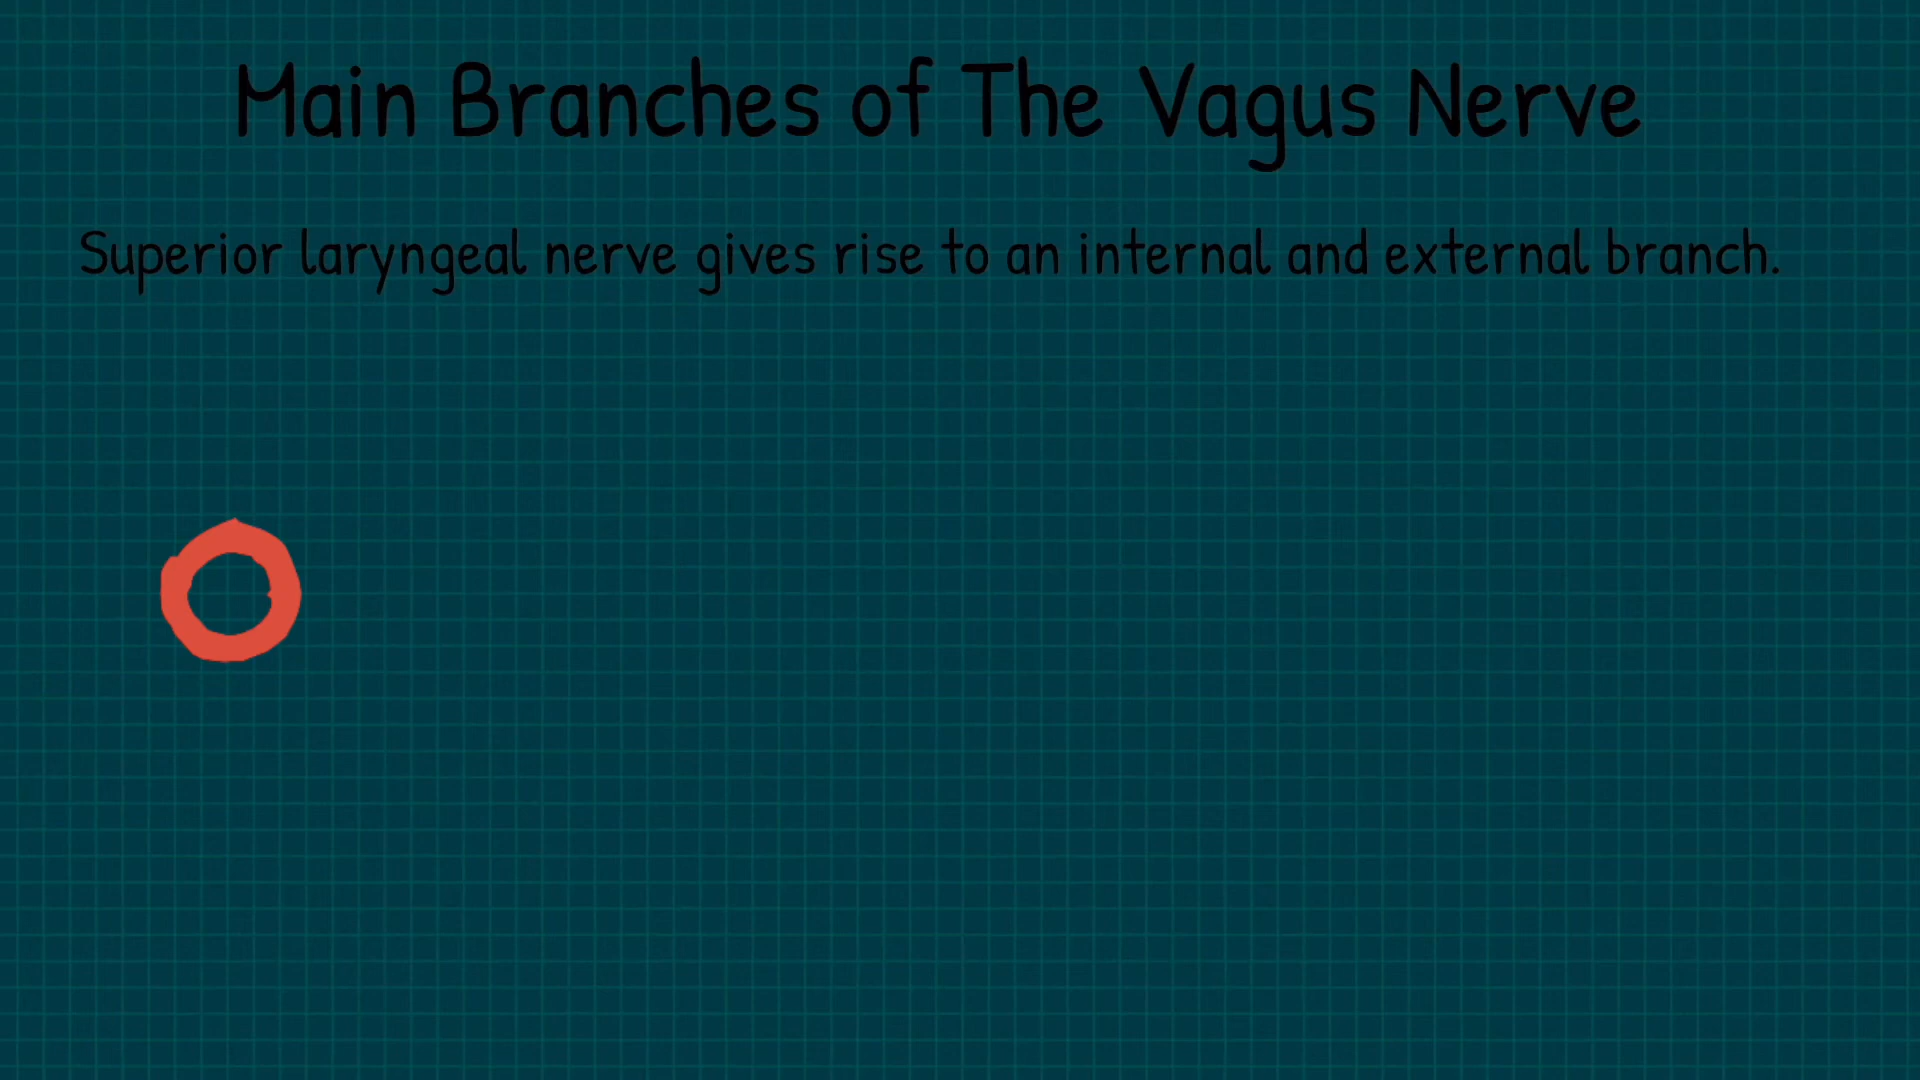 Main Branches of The Vagus Nerve
Superior laryngeal nerve gives rise to an internal and external branch.